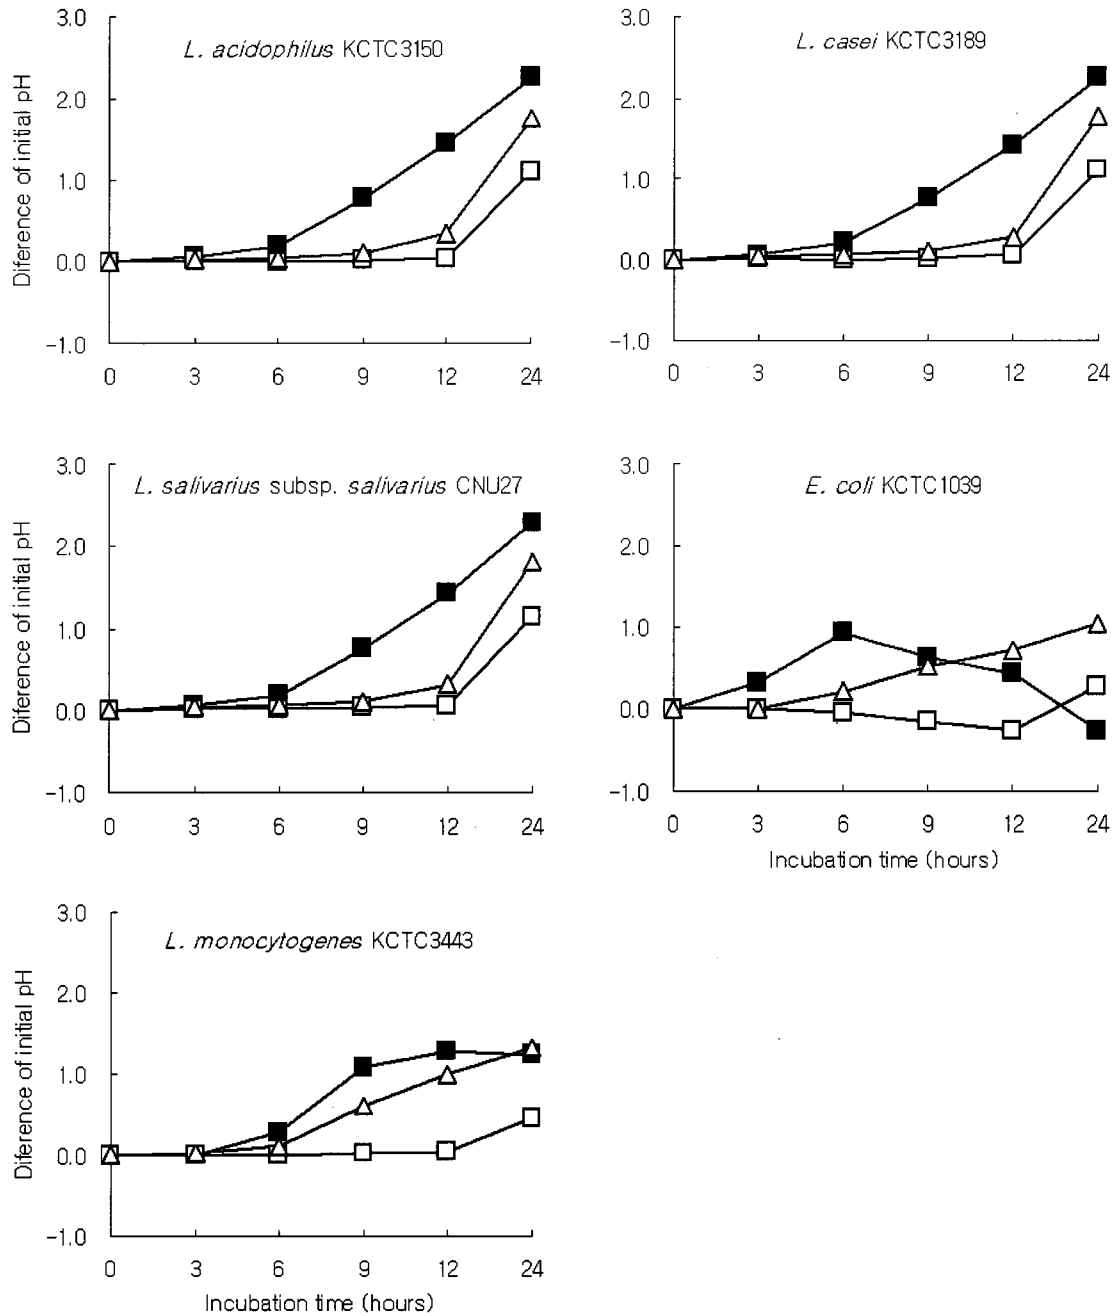 L. acidophilus KCTC3150
Diference of initial pH
3.0
2.0
1.0
0.0
-1.0
0 3 6 9 12 24
L. casei KCTC3189
3.0
2.0
1.0
0.0
-1.0
0 3 6 9 12 24
L. salivarius subsp. salivarius CNU27
Diference of initial pH
3.0
2.0
1.0
0.0
-1.0
0 3 6 9 12 24
E. coli KCTC1039
3.0
2.0
1.0
0.0
-1.0
0 3 6 9 12 24
Incubation time (hours)
L. monocytogenes KCTC3443
Diference of initial pH
3.0
2.0
1.0
0.0
-1.0
0 3 6 9 12 24
Incubation time (hours)